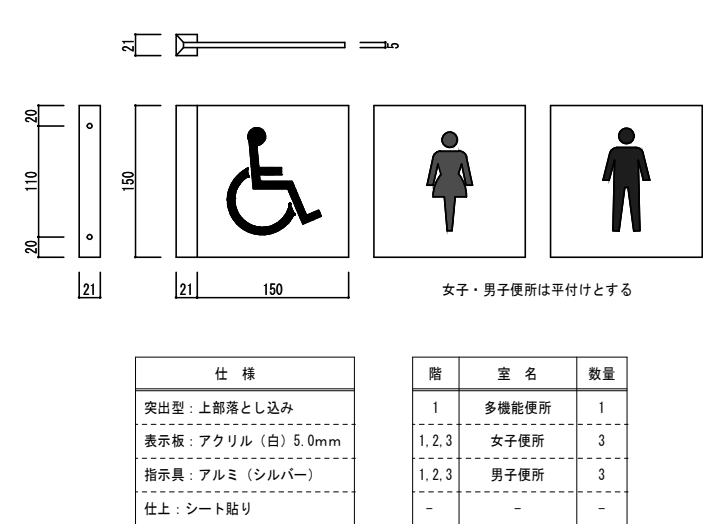 21
5
20
110
20
150
21
21
150
女子・男子便所は平付けとする
仕 様
突出型：上部落とし込み
表示板：アクリル（白）5.0mm
指示具：アルミ（シルバー）
仕上：シート貼り
階 室 名 数量
1 多機能便所 1
1,2,3 女子便所 3
1,2,3 男子便所 3
- - -